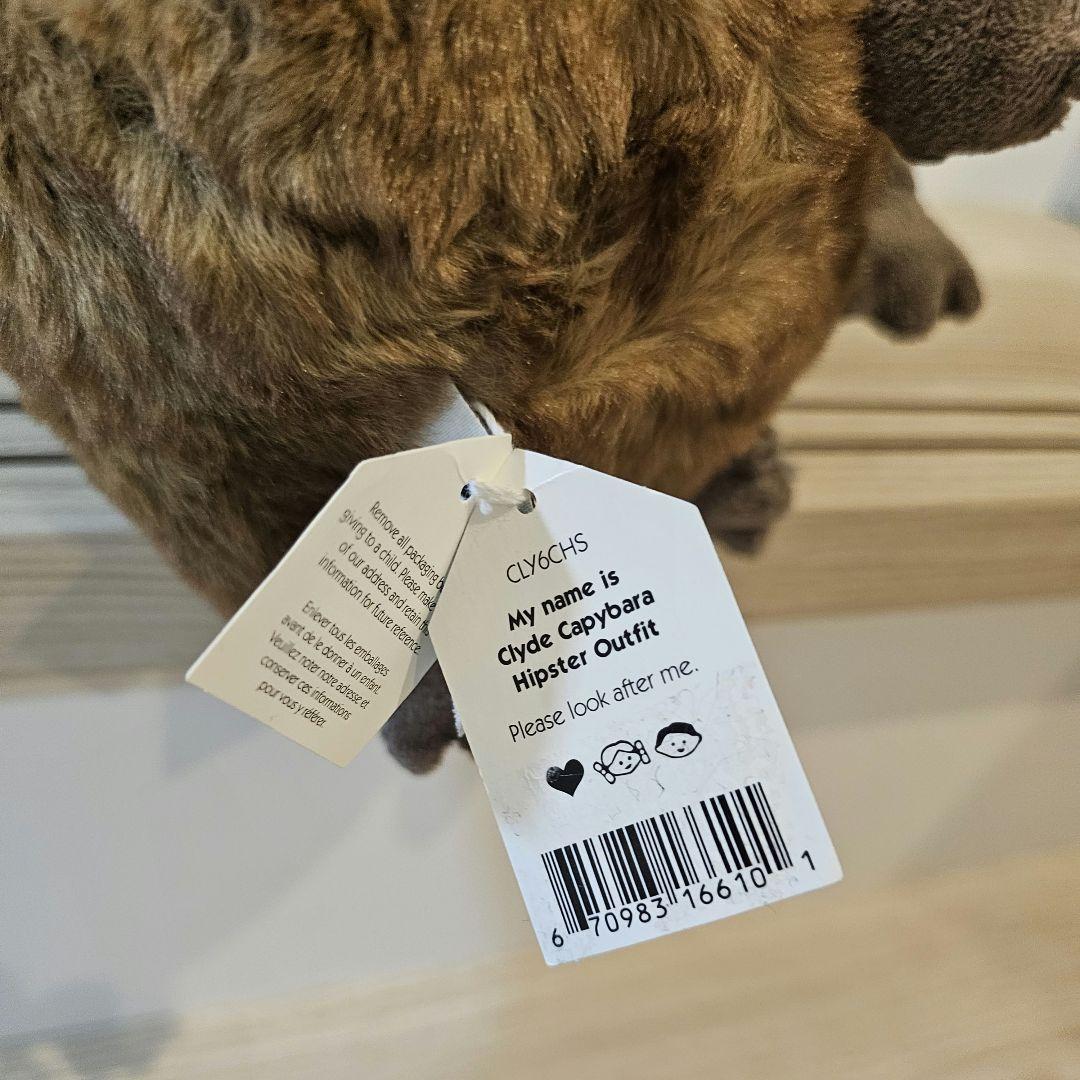 Remove all packaging
giving to a child. Please make
of our address and retain
information for future reference.
Enlever tous les emballages
avant de le donner à un enfant.
Veuillez noter notre adresse et
conserver ces informations
pour vous y référer.
CLY6CHS
My name is
Clyde Capybara
Hipster Outfit
Please look after me.
6 70983 16610 1